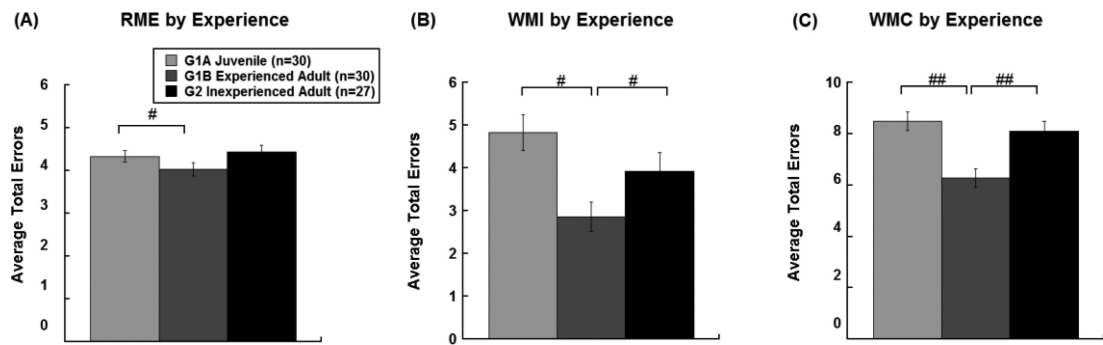 (A) RME by Experience
G1A Juvenile (n=30)
G1B Experienced Adult (n=30)
G2 Inexperienced Adult (n=27)
#
Average Total Errors
6
5
4
3
2
1
0
(B) WMI by Experience
# #
Average Total Errors
6
5
4
3
2
1
0
(C) WMC by Experience
## ##
Average Total Errors
10
8
6
4
2
0